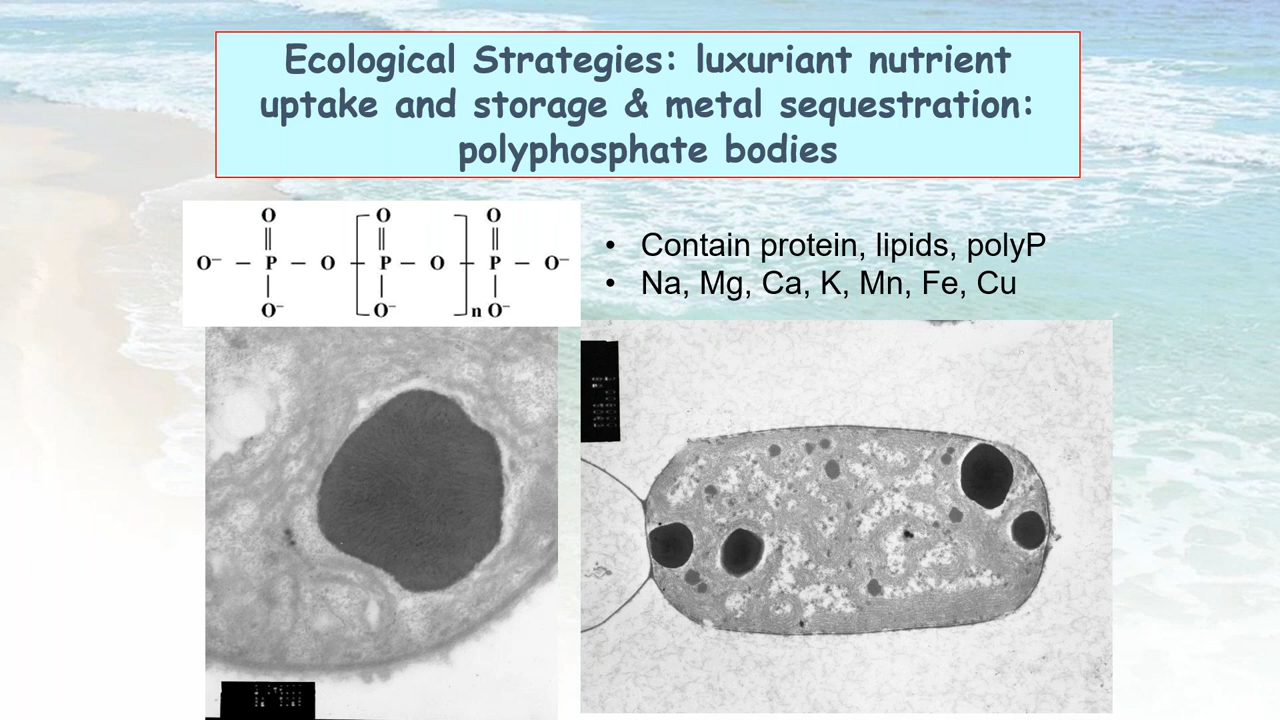 Ecological Strategies: luxuriant nutrient
uptake and storage & metal sequestration:
polyphosphate bodies
O O O
O⁻ — P — O — P — O — P — O⁻
O⁻ O⁻ n O⁻
• Contain protein, lipids, polyP
• Na, Mg, Ca, K, Mn, Fe, Cu